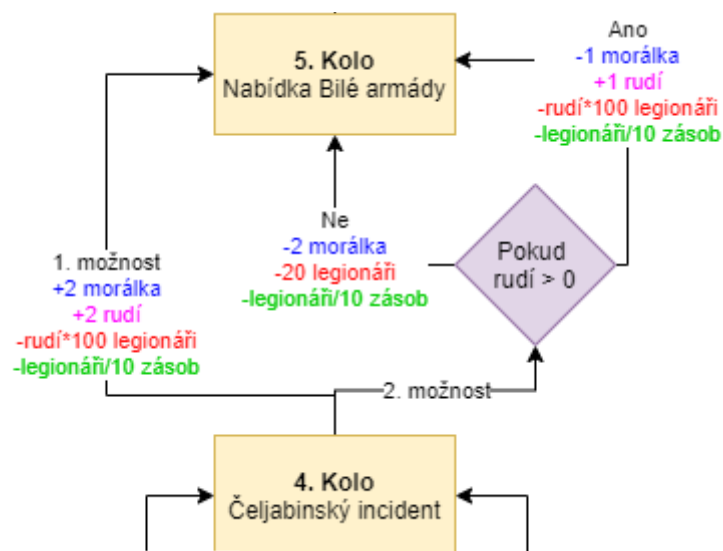 5. Kolo
Nabídka Bilé armády
Ano
-1 morálka
+1 rudí
-rudí*100 legionáři
-legionáři/10 zásob
Ne
-2 morálka
-20 legionáři
-legionáři/10 zásob
Pokud
rudí > 0
1. možnost
+2 morálka
+2 rudí
-rudí*100 legionáři
-legionáři/10 zásob
2. možnost
4. Kolo
Čeljabinský incident